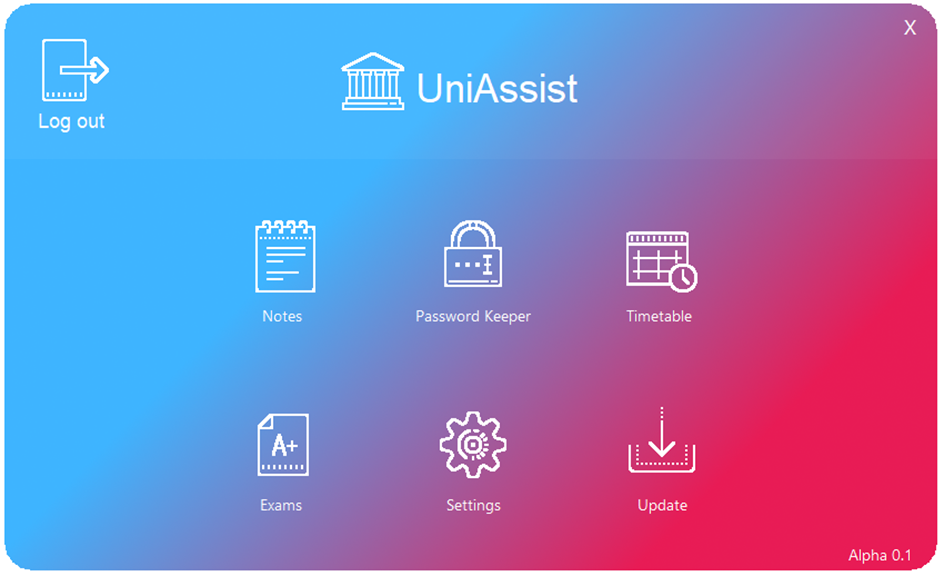 X
Log out
UniAssist
Notes
Password Keeper
Timetable
A+
Exams
Settings
Update
Alpha 0.1